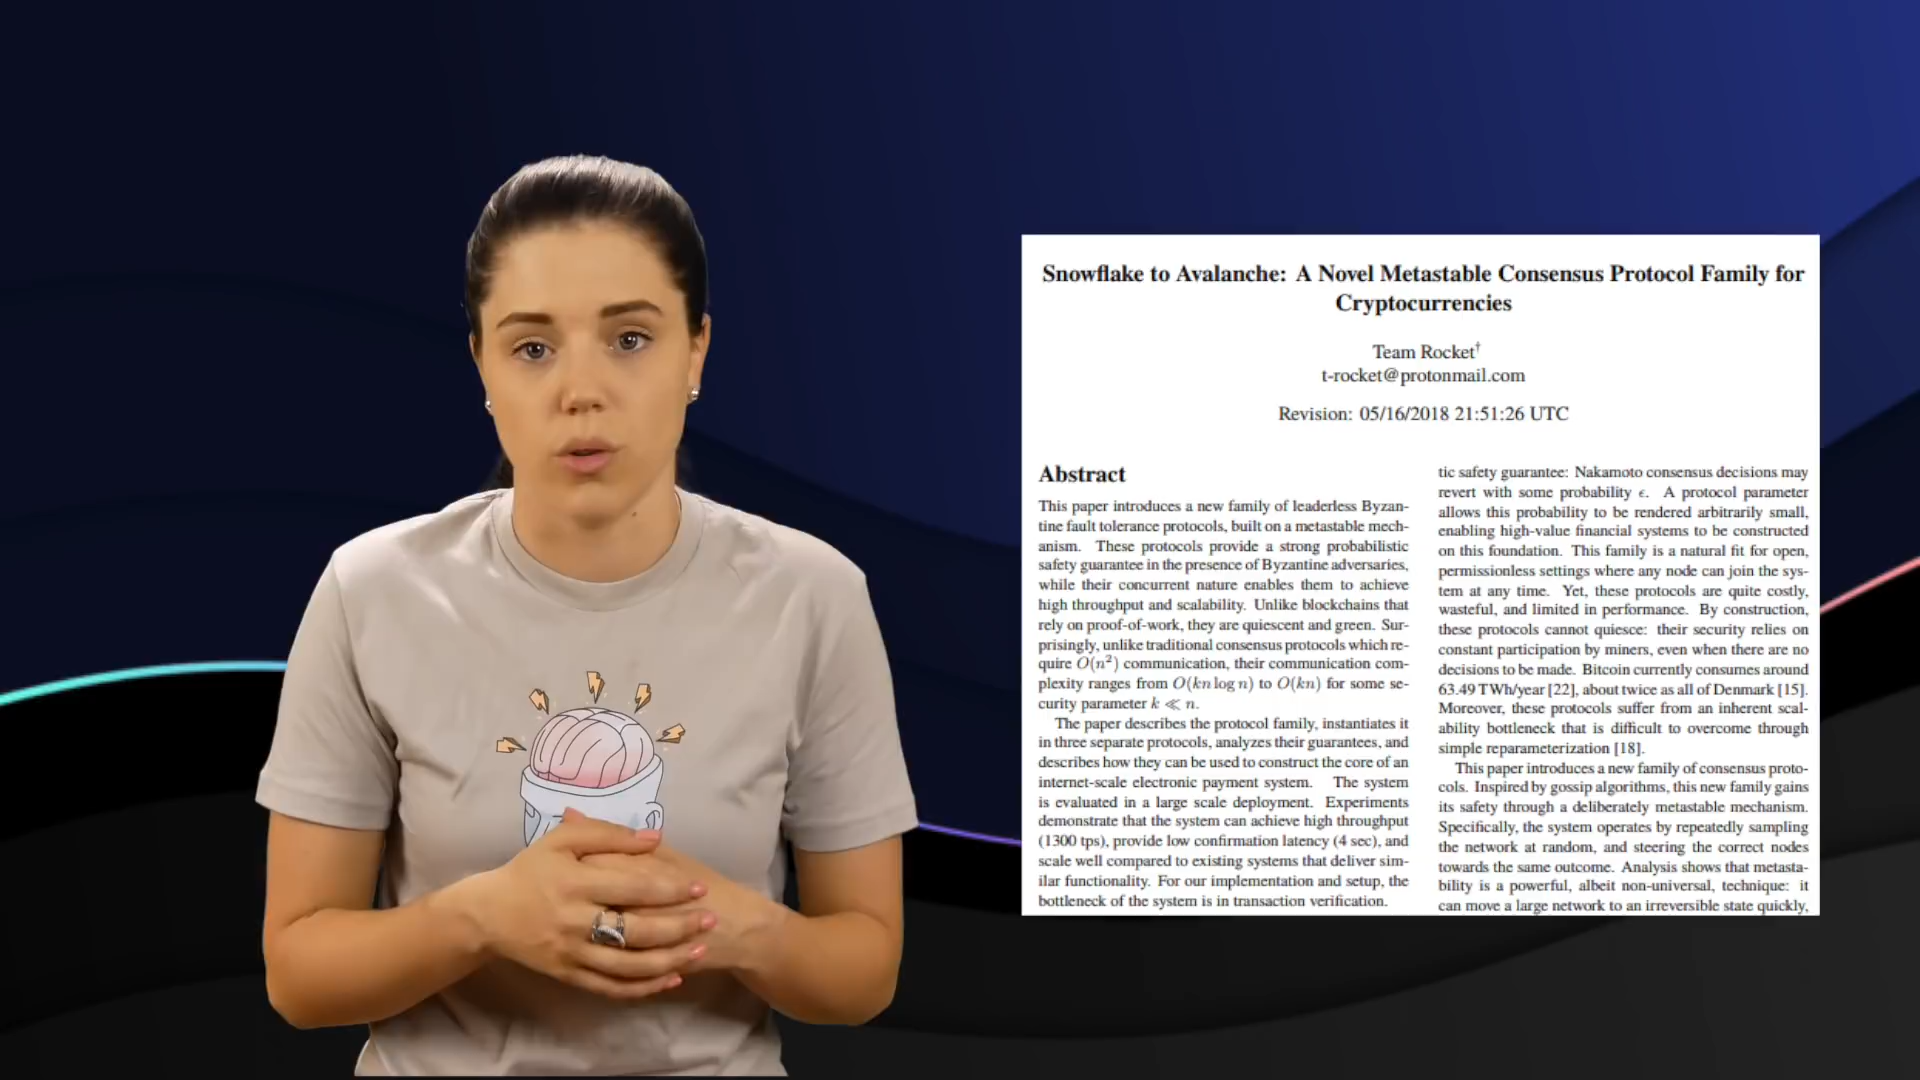 Snowflake to Avalanche: A Novel Metastable Consensus Protocol Family for
Cryptocurrencies
Team Rocket†
t-rocket@protonmail.com
Revision: 05/16/2018 21:51:26 UTC
Abstract
This paper introduces a new family of leaderless Byzan-
tine fault tolerance protocols, built on a metastable mech-
anism. These protocols provide a strong probabilistic
safety guarantee in the presence of Byzantine adversaries,
while their concurrent nature enables them to achieve
high throughput and scalability. Unlike blockchains that
rely on proof-of-work, they are quiescent and green. Sur-
prisingly, unlike traditional consensus protocols which re-
quire O(n²) communication, their communication com-
plexity ranges from O(kn log n) to O(kn) for some se-
curity parameter k ≪ n.
The paper describes the protocol family, instantiates it
in three separate protocols, analyzes their guarantees, and
describes how they can be used to construct the core of an
internet-scale electronic payment system. The system
is evaluated in a large scale deployment. Experiments
demonstrate that the system can achieve high throughput
(1300 tps), provide low confirmation latency (4 sec), and
scale well compared to existing systems that deliver sim-
ilar functionality. For our implementation and setup, the
bottleneck of the system is in transaction verification.
tic safety guarantee: Nakamoto consensus decisions may
revert with some probability ϵ. A protocol parameter
allows this probability to be rendered arbitrarily small,
enabling high-value financial systems to be constructed
on this foundation. This family is a natural fit for open,
permissionless settings where any node can join the sys-
tem at any time. Yet, these protocols are quite costly,
wasteful, and limited in performance. By construction,
these protocols cannot quiesce: their security relies on
constant participation by miners, even when there are no
decisions to be made. Bitcoin currently consumes around
63.49 TWh/year [22], about twice as all of Denmark [15].
Moreover, these protocols suffer from an inherent scal-
ability bottleneck that is difficult to overcome through
simple reparameterization [18].
This paper introduces a new family of consensus proto-
cols. Inspired by gossip algorithms, this new family gains
its safety through a deliberately metastable mechanism.
Specifically, the system operates by repeatedly sampling
the network at random, and steering the correct nodes
towards the same outcome. Analysis shows that metasta-
bility is a powerful, albeit non-universal, technique: it
can move a large network to an irreversible state quickly,